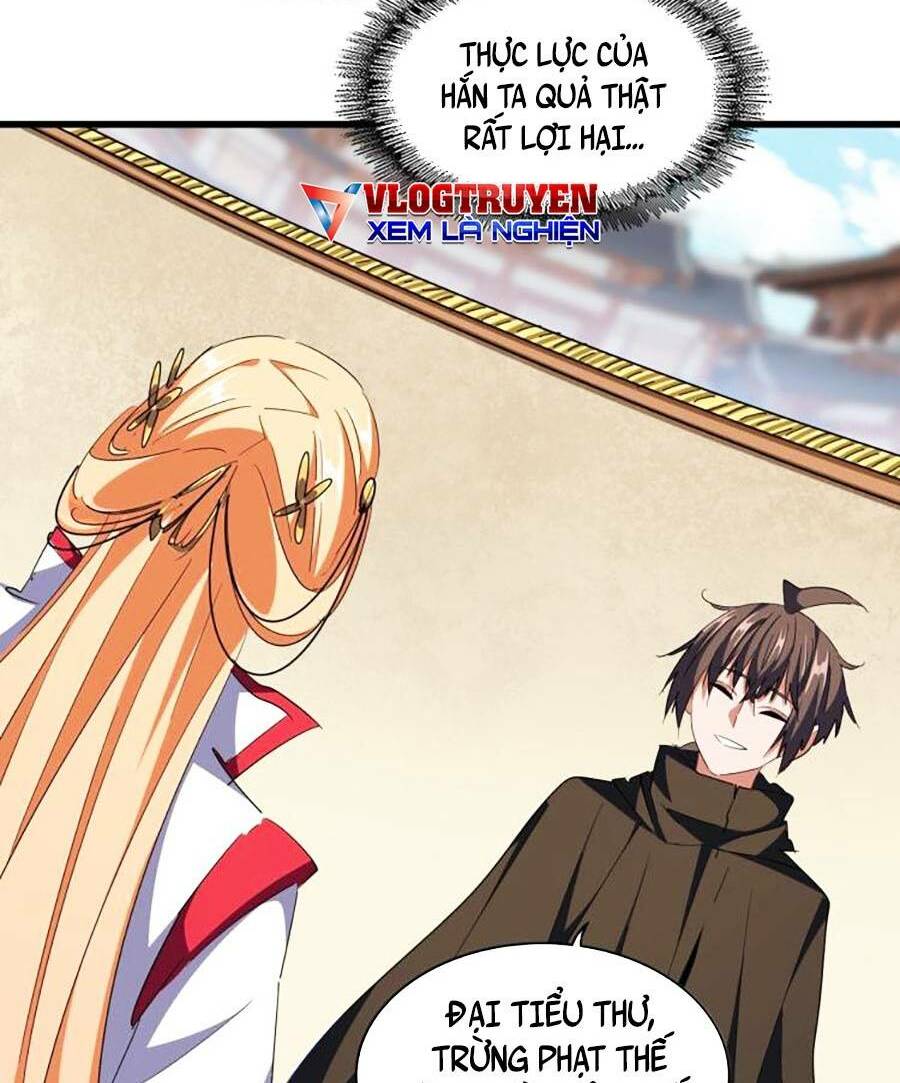 THỰC LỰC CỦA
HẮN TA QUẢ THẬT
RẤT LỢI HẠI...
VLOGTRUYEN
XEM LÀ NGHIỆN
ĐẠI TIỂU THƯ,
TRỪNG PHẠT THẾ